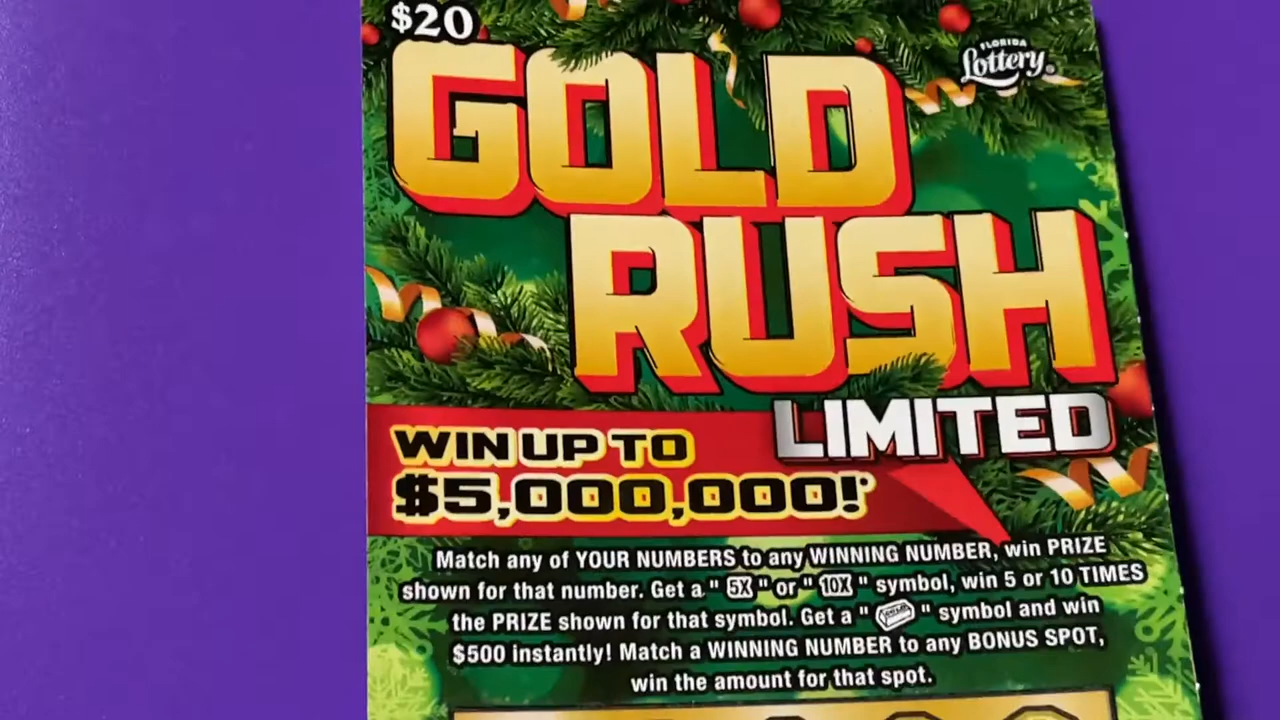 $20
FLORIDA
Lottery
GOLD
RUSH
LIMITED
WIN UP TO
$5,000,000!*
Match any of YOUR NUMBERS to any WINNING NUMBER, win PRIZE
shown for that number. Get a " 5X " or " 10X " symbol, win 5 or 10 TIMES
the PRIZE shown for that symbol. Get a " " symbol and win
$500 instantly! Match a WINNING NUMBER to any BONUS SPOT,
win the amount for that spot.